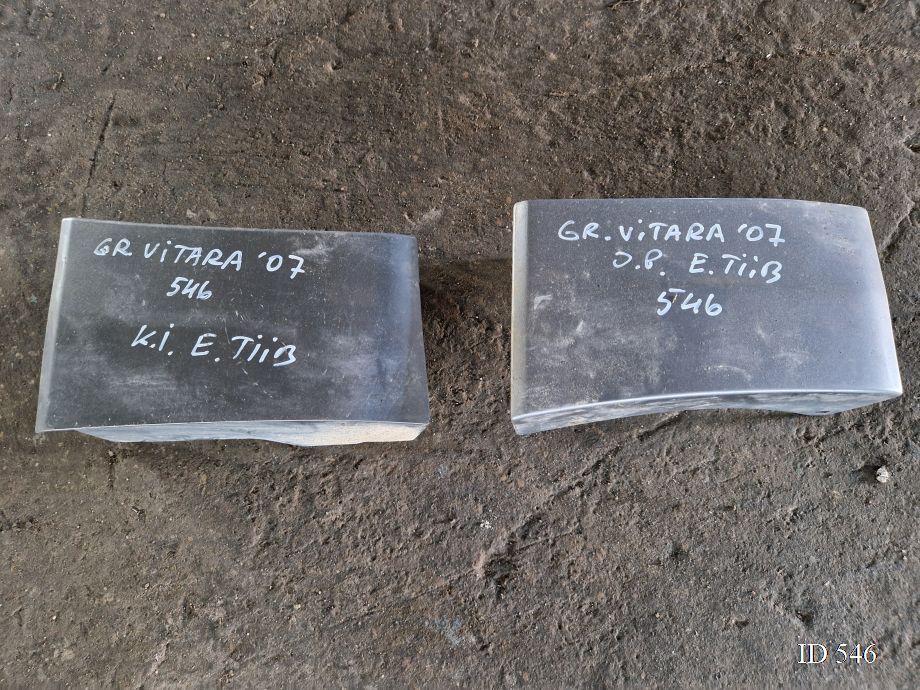 GR VITARA '07
546
K.i. E. Tiib
GR. VITARA '07
J.P. E. Tiib
546
ID 546